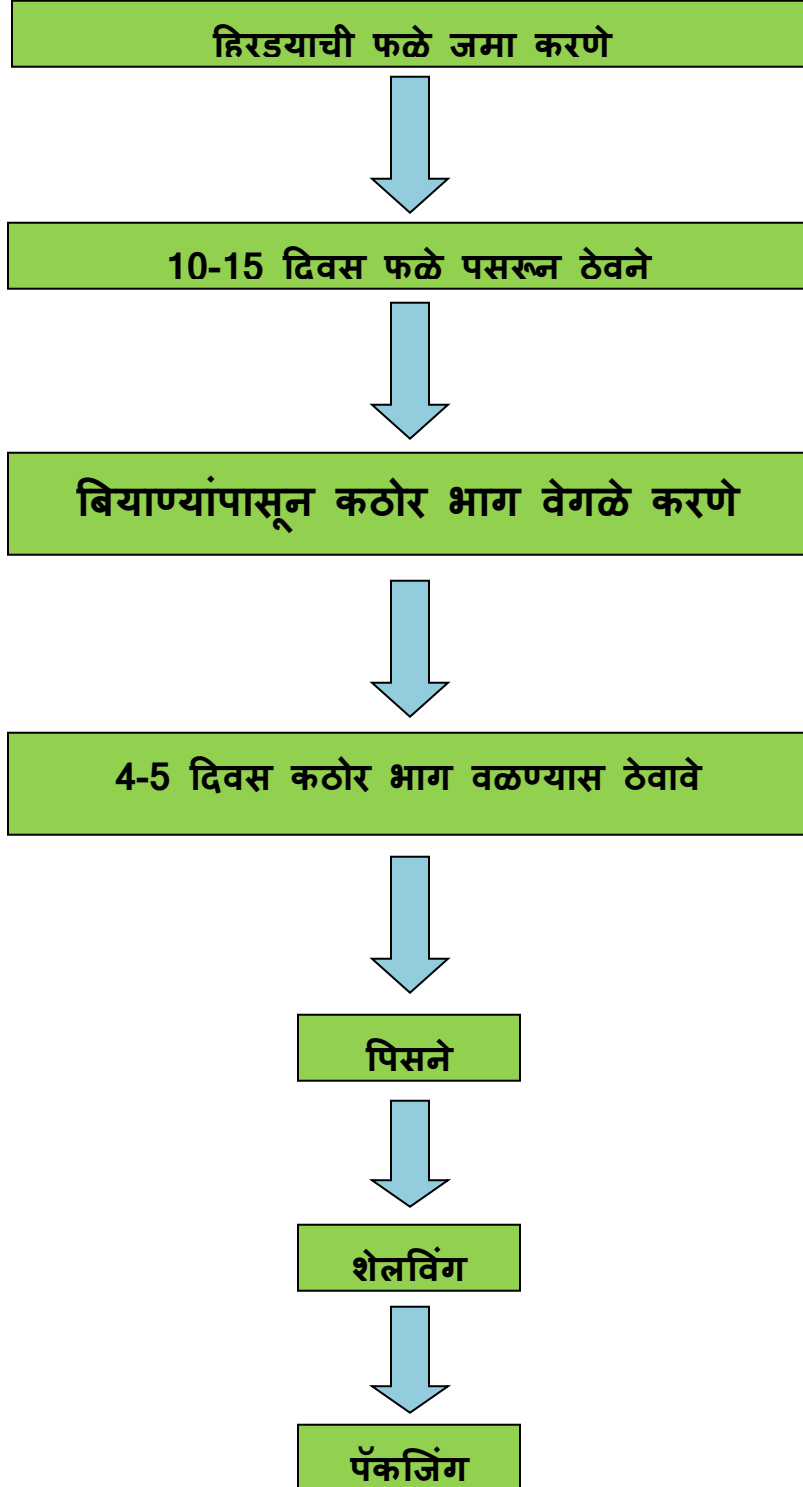 हिरडयाची फळे जमा करणे
10-15 दिवस फळे पसरून ठेवने
बियाण्यांपासून कठोर भाग वेगळे करणे
4-5 दिवस कठोर भाग वळण्यास ठेवावे
पिसने
शेलविंग
पॅकजिंग